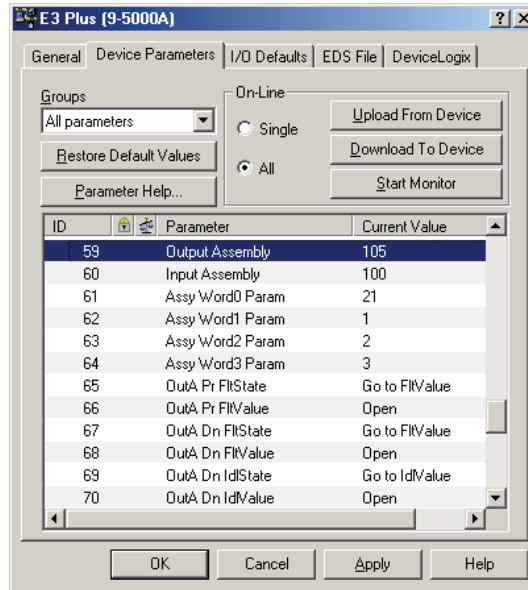 E3 Plus (9-5000A)
General Device Parameters I/O Defaults EDS File DeviceLogix
Groups
All parameters
Restore Default Values
Parameter Help...
On-Line
Single
All
Upload From Device
Download To Device
Start Monitor
ID Parameter Current Value
59 Output Assembly 105
60 Input Assembly 100
61 Assy Word0 Param 21
62 Assy Word1 Param 1
63 Assy Word2 Param 2
64 Assy Word3 Param 3
65 OutA Pr FltState Go to FltValue
66 OutA Pr FltValue Open
67 OutA Dn FltState Go to FltValue
68 OutA Dn FltValue Open
69 OutA Dn IdlState Go to IdlValue
70 OutA Dn IdlValue Open
OK Cancel Apply Help